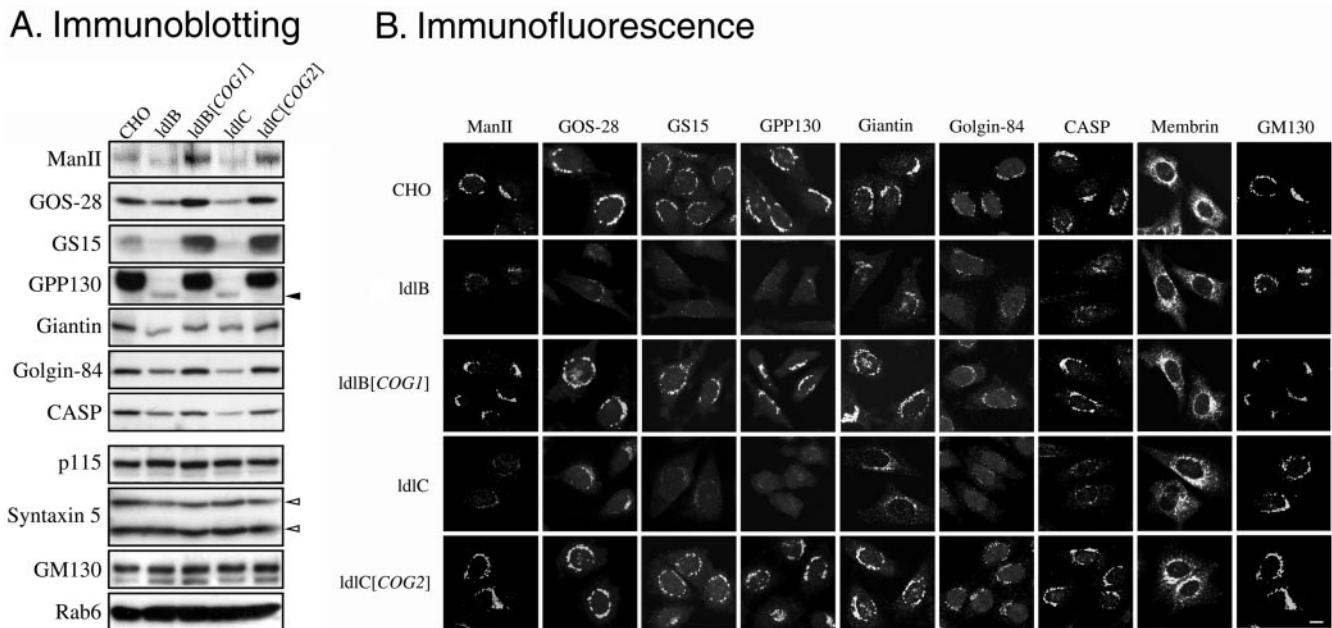 A. Immunoblotting
CHO
ldlB
ldlB[COG1]
ldlC
ldlC[COG2]
ManII
GOS-28
GS15
GPP130
Giantin
Golgin-84
CASP
p115
Syntaxin 5
GM130
Rab6
B. Immunofluorescence
ManII GOS-28 GS15 GPP130 Giantin Golgin-84 CASP Membrin GM130
CHO
ldlB
ldlB[COG1]
ldlC
ldlC[COG2]